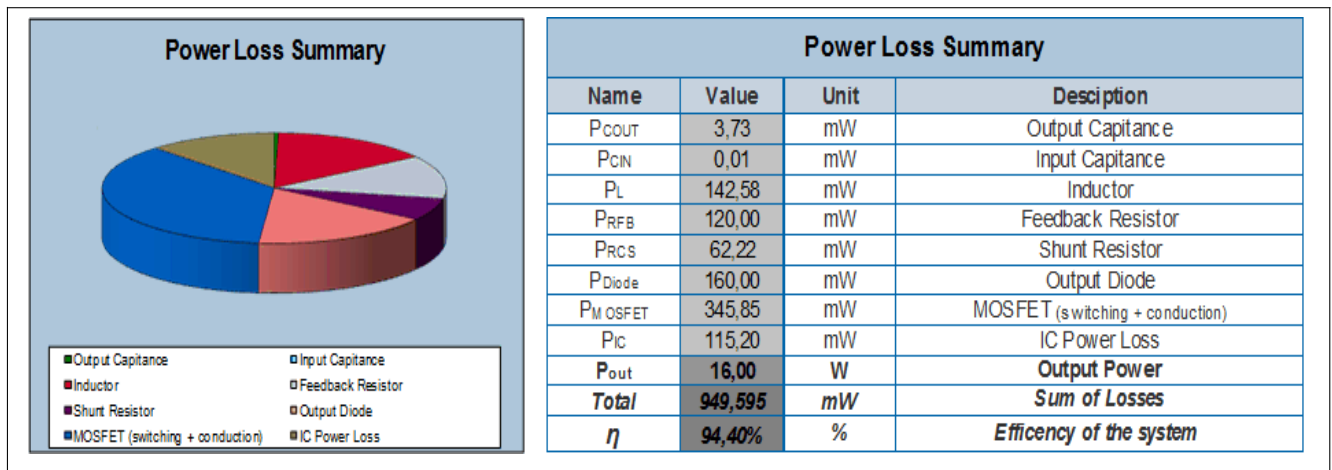 Power Loss Summary
Output Capitance
Input Capitance
Inductor
Feedback Resistor
Shunt Resistor
Output Diode
MOSFET (switching + conduction)
IC Power Loss
Power Loss Summary
Name Value Unit Desciption
PCOUT 3,73 mW Output Capitance
PCIN 0,01 mW Input Capitance
PL 142,58 mW Inductor
PRFB 120,00 mW Feedback Resistor
PRCS 62,22 mW Shunt Resistor
PDiode 160,00 mW Output Diode
PMOSFET 345,85 mW MOSFET (switching + conduction)
PIC 115,20 mW IC Power Loss
Pout 16,00 W Output Power
Total 949,595 mW Sum of Losses
η 94,40% % Efficency of the system